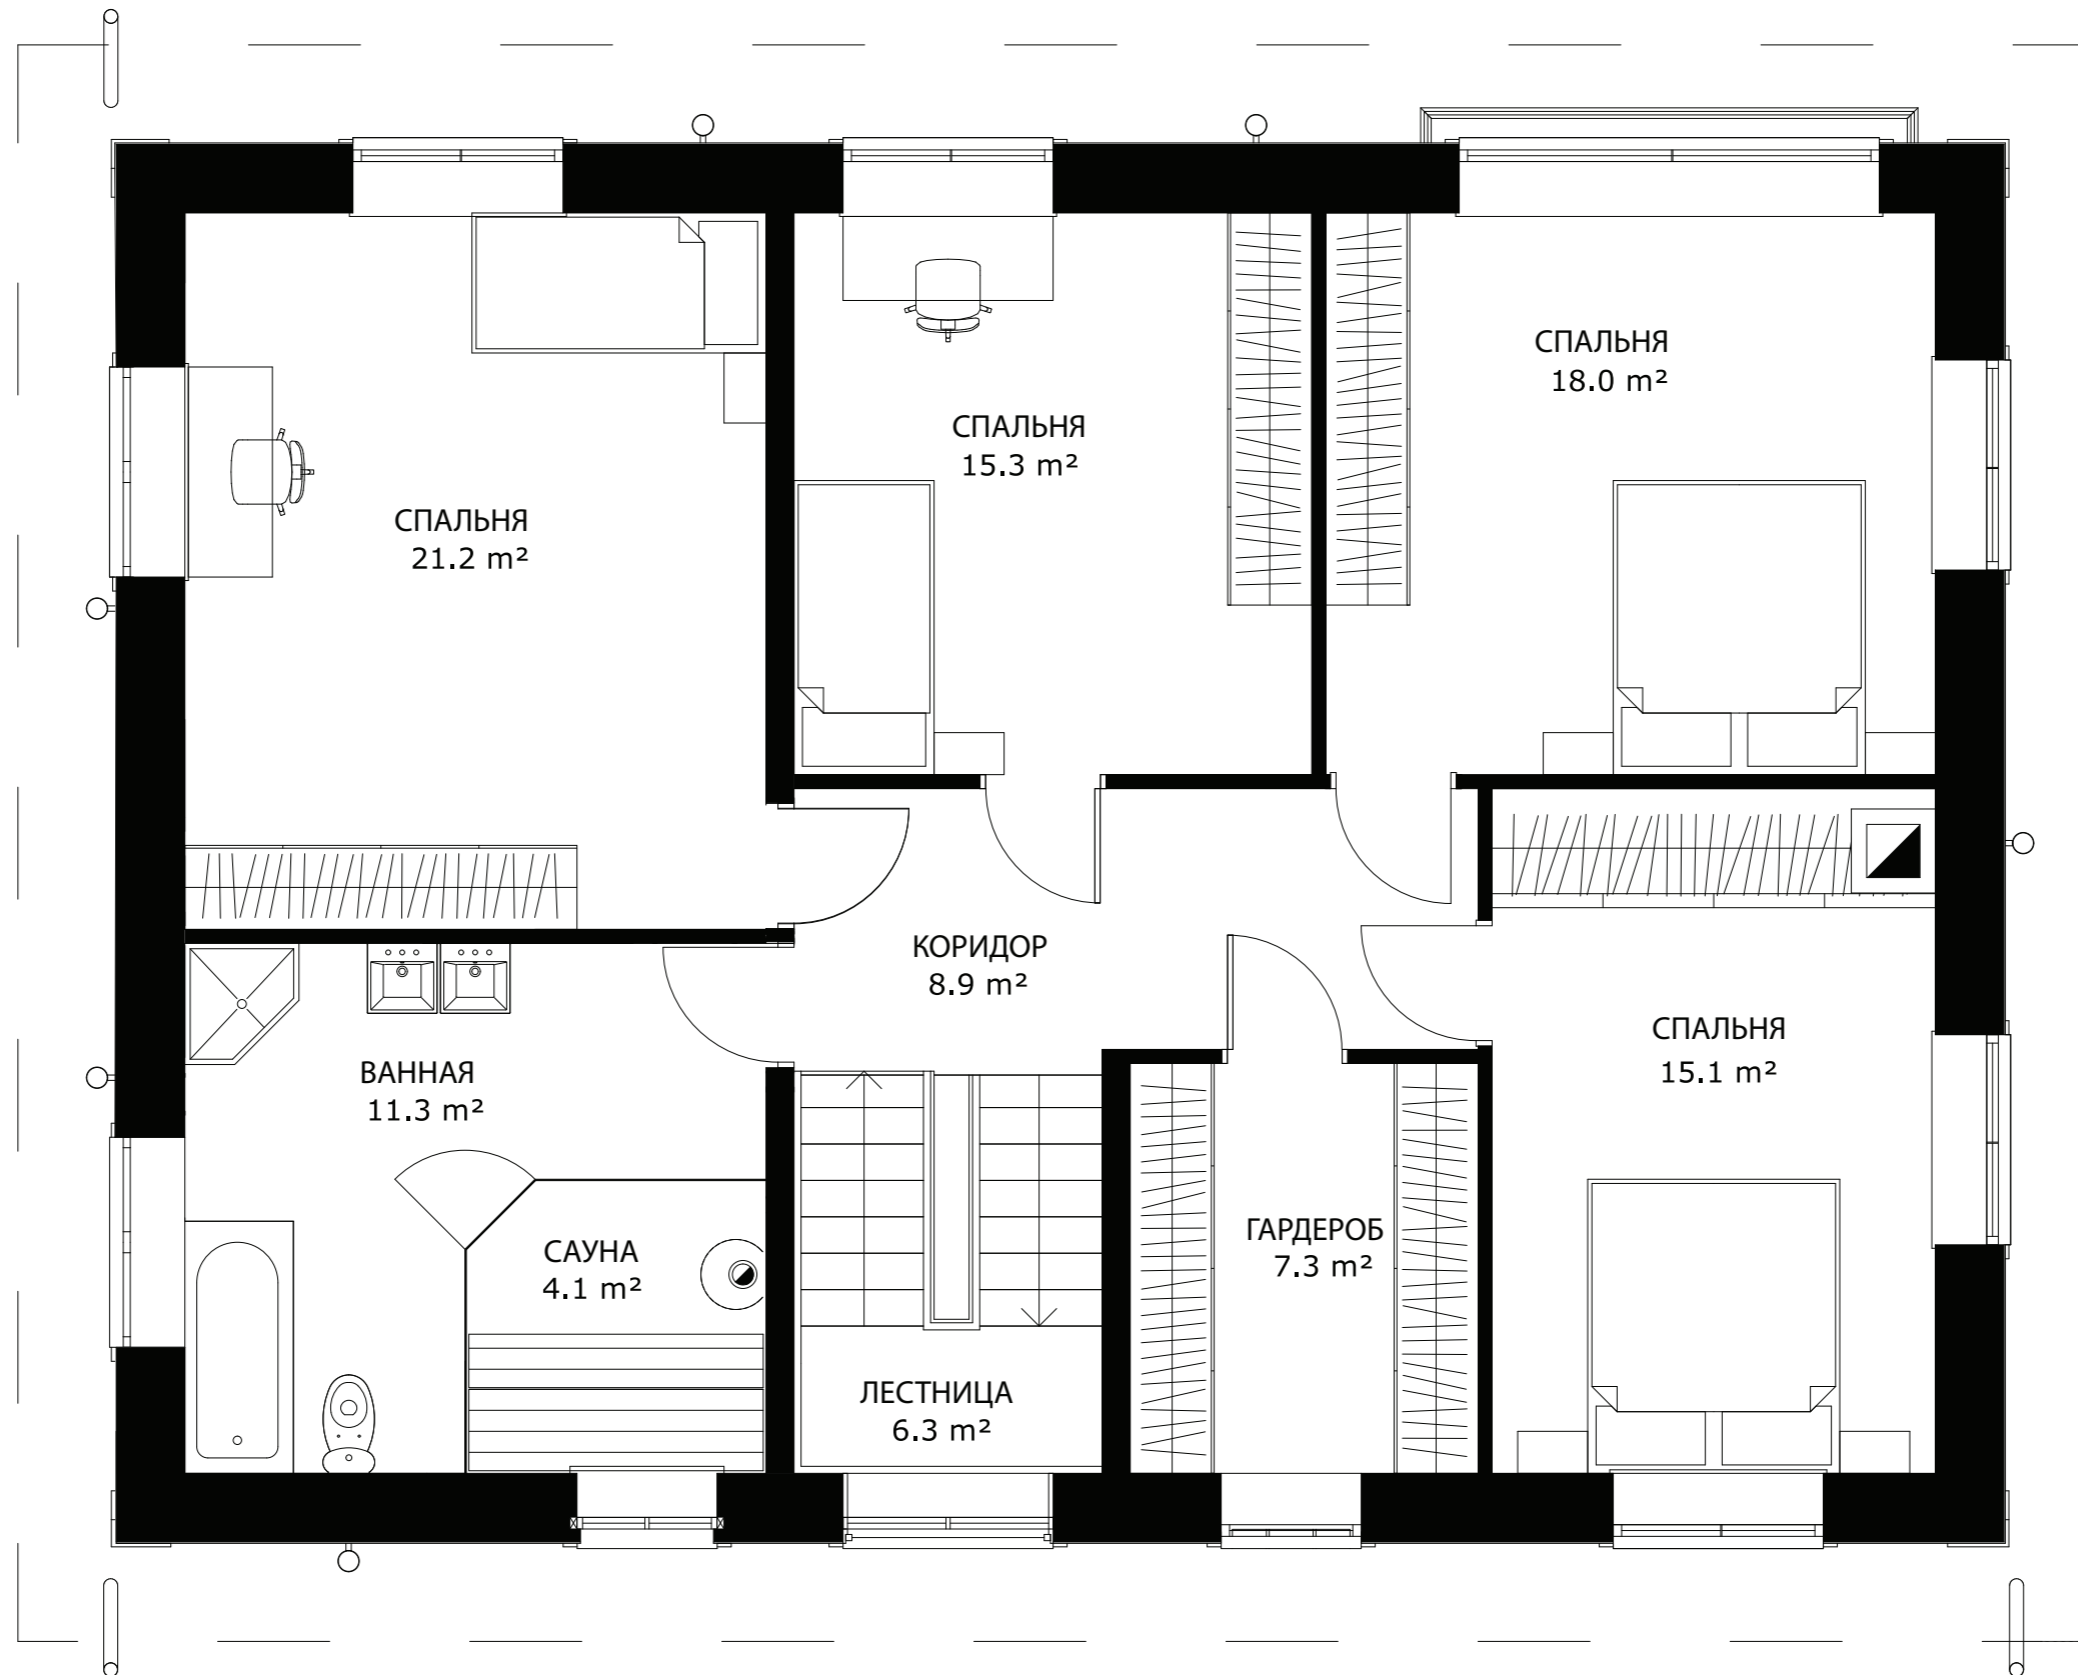 СПАЛЬНЯ
18.0 m²
СПАЛЬНЯ
15.3 m²
СПАЛЬНЯ
21.2 m²
КОРИДОР
8.9 m²
СПАЛЬНЯ
15.1 m²
ВАННАЯ
11.3 m²
САУНА
4.1 m²
ГАРДЕРОБ
7.3 m²
ЛЕСТНИЦА
6.3 m²